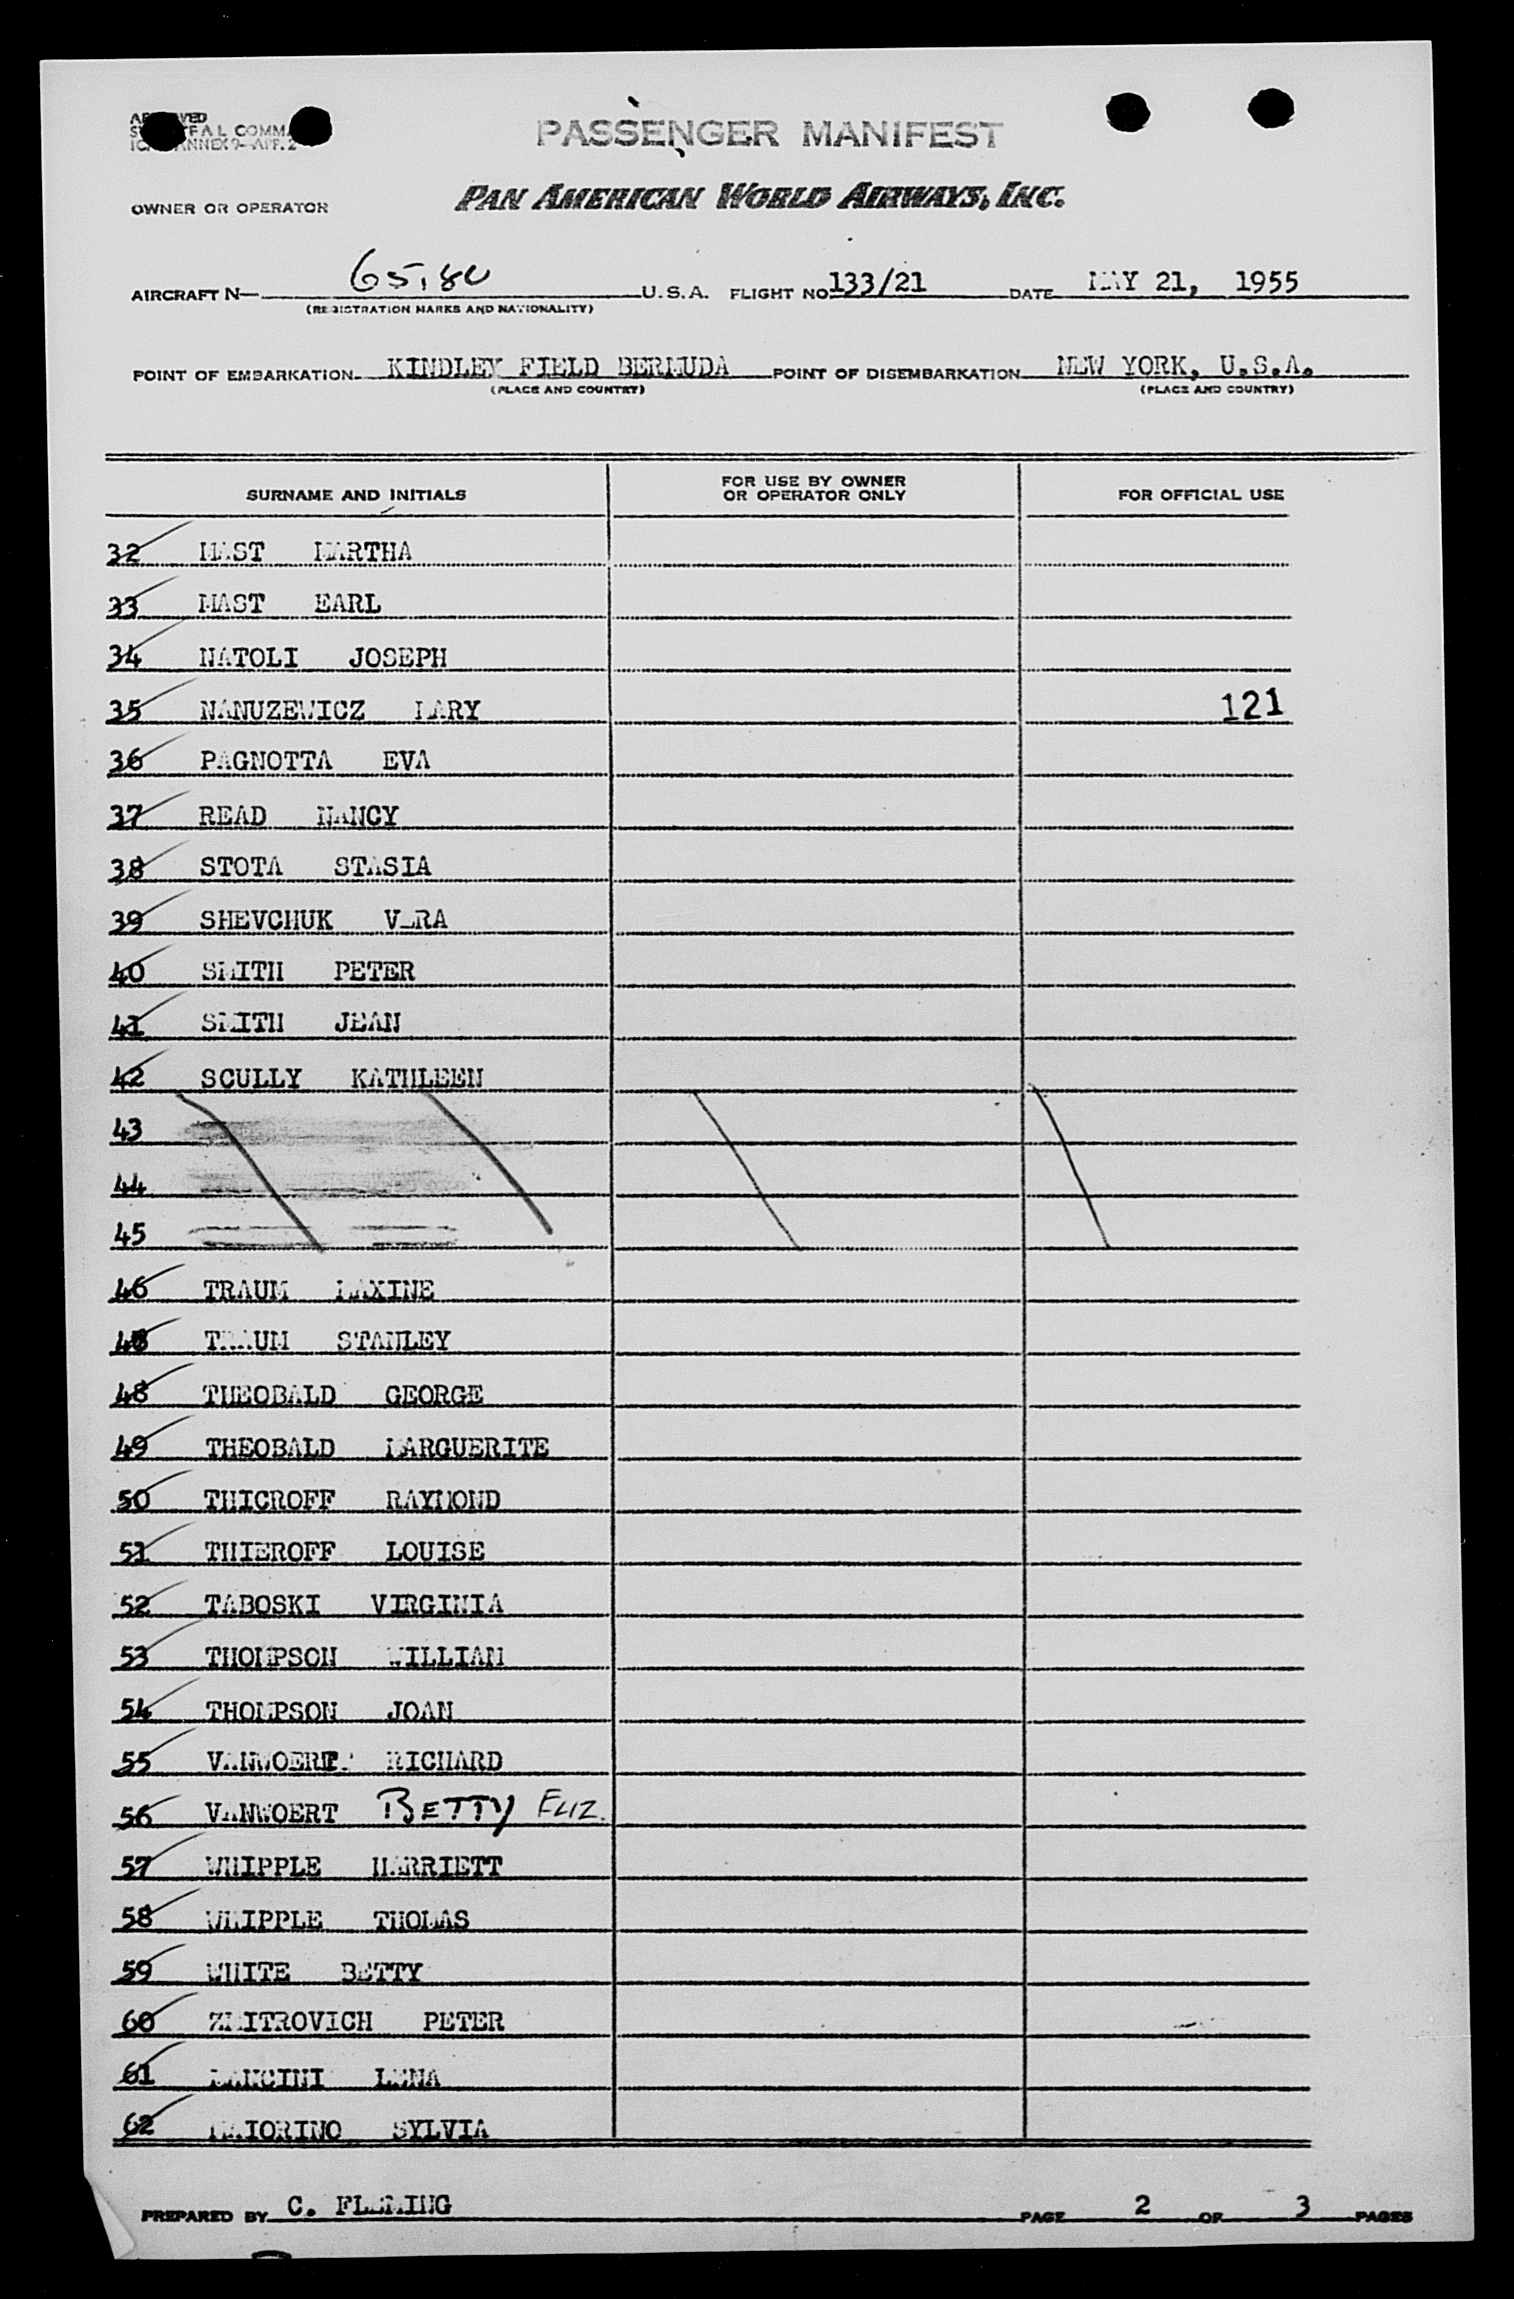 PASSENGER MANIFEST
PAN AMERICAN WORLD AIRWAYS, INC.
OWNER OR OPERATOR
AIRCRAFT N— U.S.A. FLIGHT NO 133/21 DATE MAY 21, 1955
(REGISTRATION MARKS AND NATIONALITY)
POINT OF EMBARKATION KINDLEY FIELD BERMUDA POINT OF DISEMBARKATION NEW YORK, U.S.A.
(PLACE AND COUNTRY) (PLACE AND COUNTRY)
SURNAME AND INITIALS FOR USE BY OWNER OR OPERATOR ONLY FOR OFFICIAL USE
32 MAST MARTHA
33 MAST EARL
34 NATOLI JOSEPH
35 NANUZEWICZ MARY 121
36 PAGNOTTA EVA
37 READ NANCY
38 STOTA STASIA
39 SHEVCHUK VERA
40 SMITH PETER
41 SMITH JEAN
42 SCULLY KATHLEEN
43
44
45
46 TRAUM MAXINE
TRAUM STANLEY
48 THEOBALD GEORGE
49 THEOBALD MARGUERITE
50 THICROFF RAYMOND
51 THIEROFF LOUISE
52 TABOSKI VIRGINIA
53 THOMPSON WILLIAM
54 THOMPSON JOAN
55 VANWOERT RICHARD
56 VANWOERT BETTY ELIZ.
57 WHIPPLE HARRIETT
58 WHIPPLE THOMAS
59 WHITE BETTY
60 ZMITROVICH PETER
61 MANCINI LENA
62 MAIORINO SYLVIA
PREPARED BY C. FLEMING PAGE 2 OF 3 PAGES